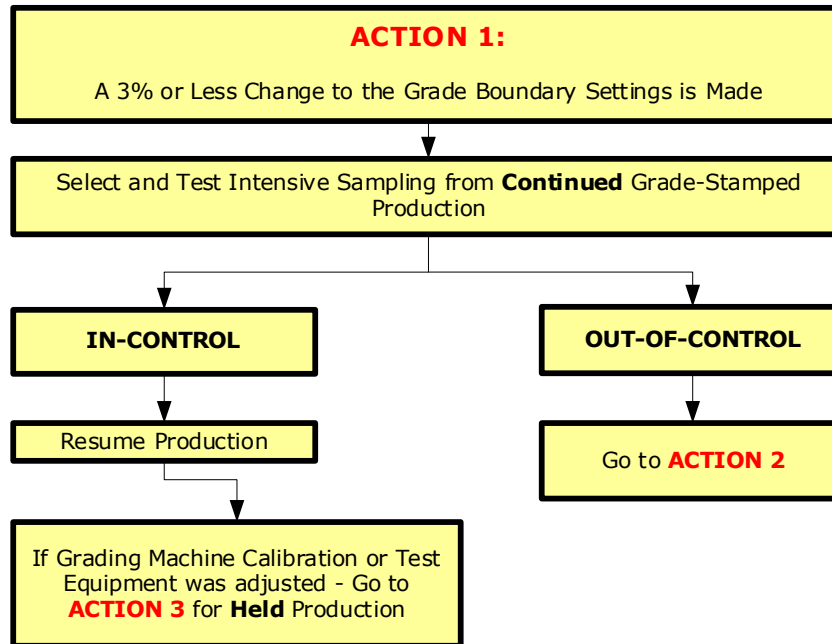 ACTION 1:
A 3% or Less Change to the Grade Boundary Settings is Made
Select and Test Intensive Sampling from Continued Grade-Stamped
Production
IN-CONTROL
OUT-OF-CONTROL
Resume Production
Go to ACTION 2
If Grading Machine Calibration or Test
Equipment was adjusted - Go to
ACTION 3 for Held Production